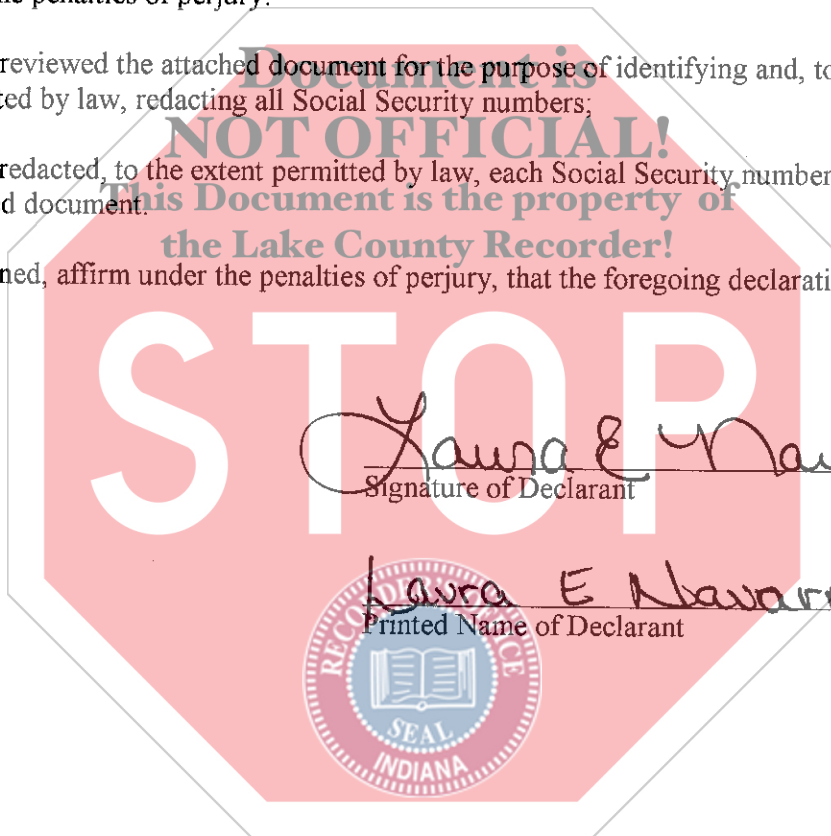 he penalties of perjury:
Document is
reviewed the attached document for the purpose of identifying and, to
ted by law, redacting all Social Security numbers;
NOT OFFICIAL!
redacted, to the extent permitted by law, each Social Security number
This Document is the property of
d document.
the Lake County Recorder!
ned, affirm under the penalties of perjury, that the foregoing declarati
STOP
Laura E Nav
Signature of Declarant
Laura E Navarr
Printed Name of Declarant
RECORDER'S OFFICE
SEAL
INDIANA